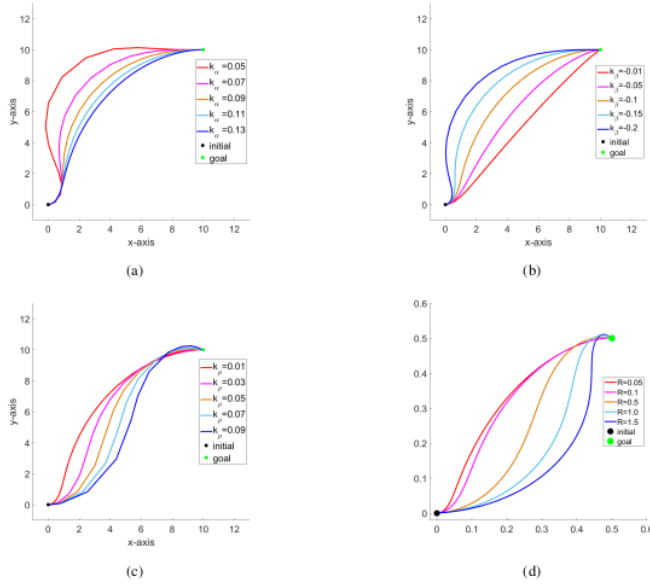 12
10
8
6
4
2
0
y-axis
0 2 4 6 8 10 12
x-axis
kα=0.05
kα=0.07
kα=0.09
kα=0.11
kα=0.13
initial
goal
(a)
12
10
8
6
4
2
0
y-axis
0 2 4 6 8 10 12
x-axis
kβ=-0.01
kβ=-0.05
kβ=-0.1
kβ=-0.15
kβ=-0.2
initial
goal
(b)
12
10
8
6
4
2
0
y-axis
0 2 4 6 8 10 12
x-axis
kρ=0.01
kρ=0.03
kρ=0.05
kρ=0.07
kρ=0.09
initial
goal
(c)
0.6
0.5
0.4
0.3
0.2
0.1
0
0 0.1 0.2 0.3 0.4 0.5 0.6
R=0.05
R=0.1
R=0.5
R=1.0
R=1.5
initial
goal
(d)